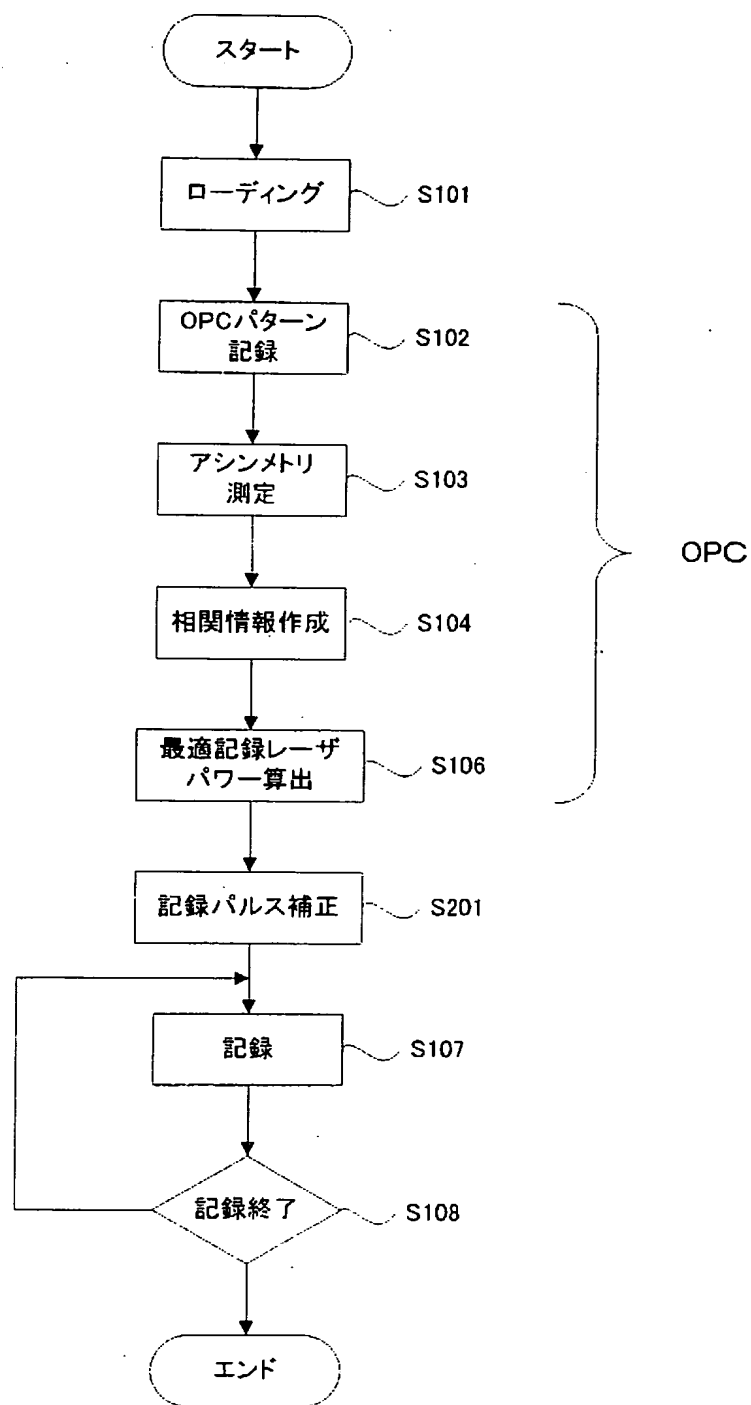 スタート
ローディング
S101
OPCパターン
記録
S102
アシンメトリ
測定
S103
OPC
相関情報作成
S104
最適記録レーザ
パワー算出
S106
記録パルス補正
S201
記録
S107
記録終了
S108
エンド